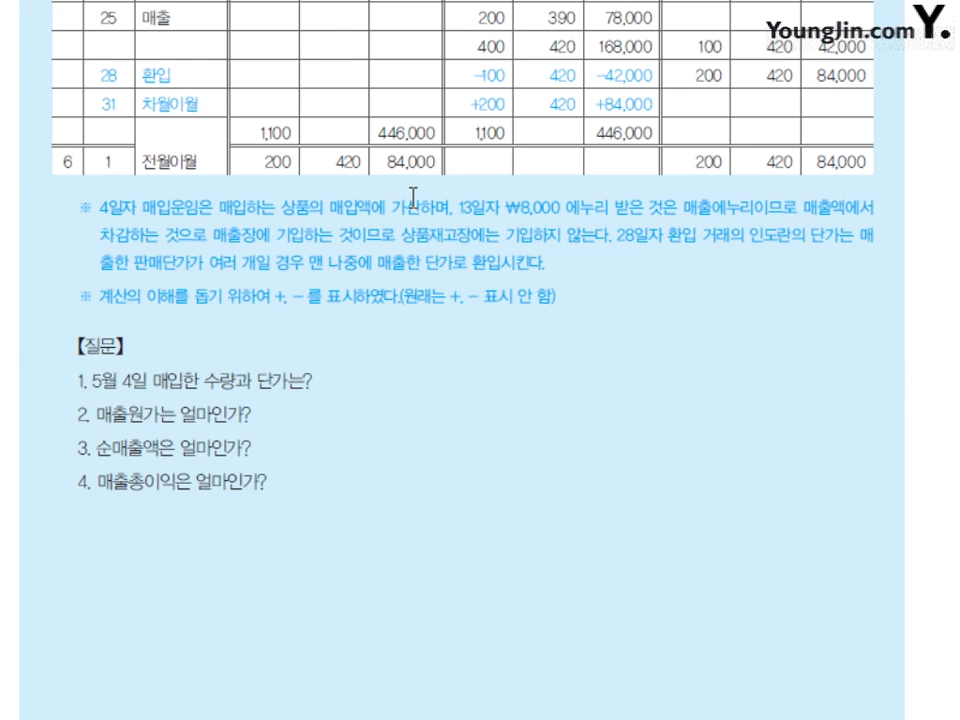 YoungJin.com Y.
25 매출 200 390 78,000
400 420 168,000 100 420 42,000
28 환입 -100 420 -42,000 200 420 84,000
31 차월이월 +200 420 +84,000
1,100 446,000 1,100 446,000
6 1 전월이월 200 420 84,000 200 420 84,000
※ 4일자 매입운임은 매입하는 상품의 매입액에 가산하며, 13일자 ₩8,000 에누리 받은 것은 매출에누리이므로 매출액에서
차감하는 것으로 매출장에 기입하는 것이므로 상품재고장에는 기입하지 않는다. 28일자 환입 거래의 인도란의 단가는 매
출한 판매단가가 여러 개일 경우 맨 나중에 매출한 단가로 환입시킨다.
※ 계산의 이해를 돕기 위하여 +, - 를 표시하였다.(원래는 +, - 표시 안 함)
【질문】
1. 5월 4일 매입한 수량과 단가는?
2. 매출원가는 얼마인가?
3. 순매출액은 얼마인가?
4. 매출총이익은 얼마인가?